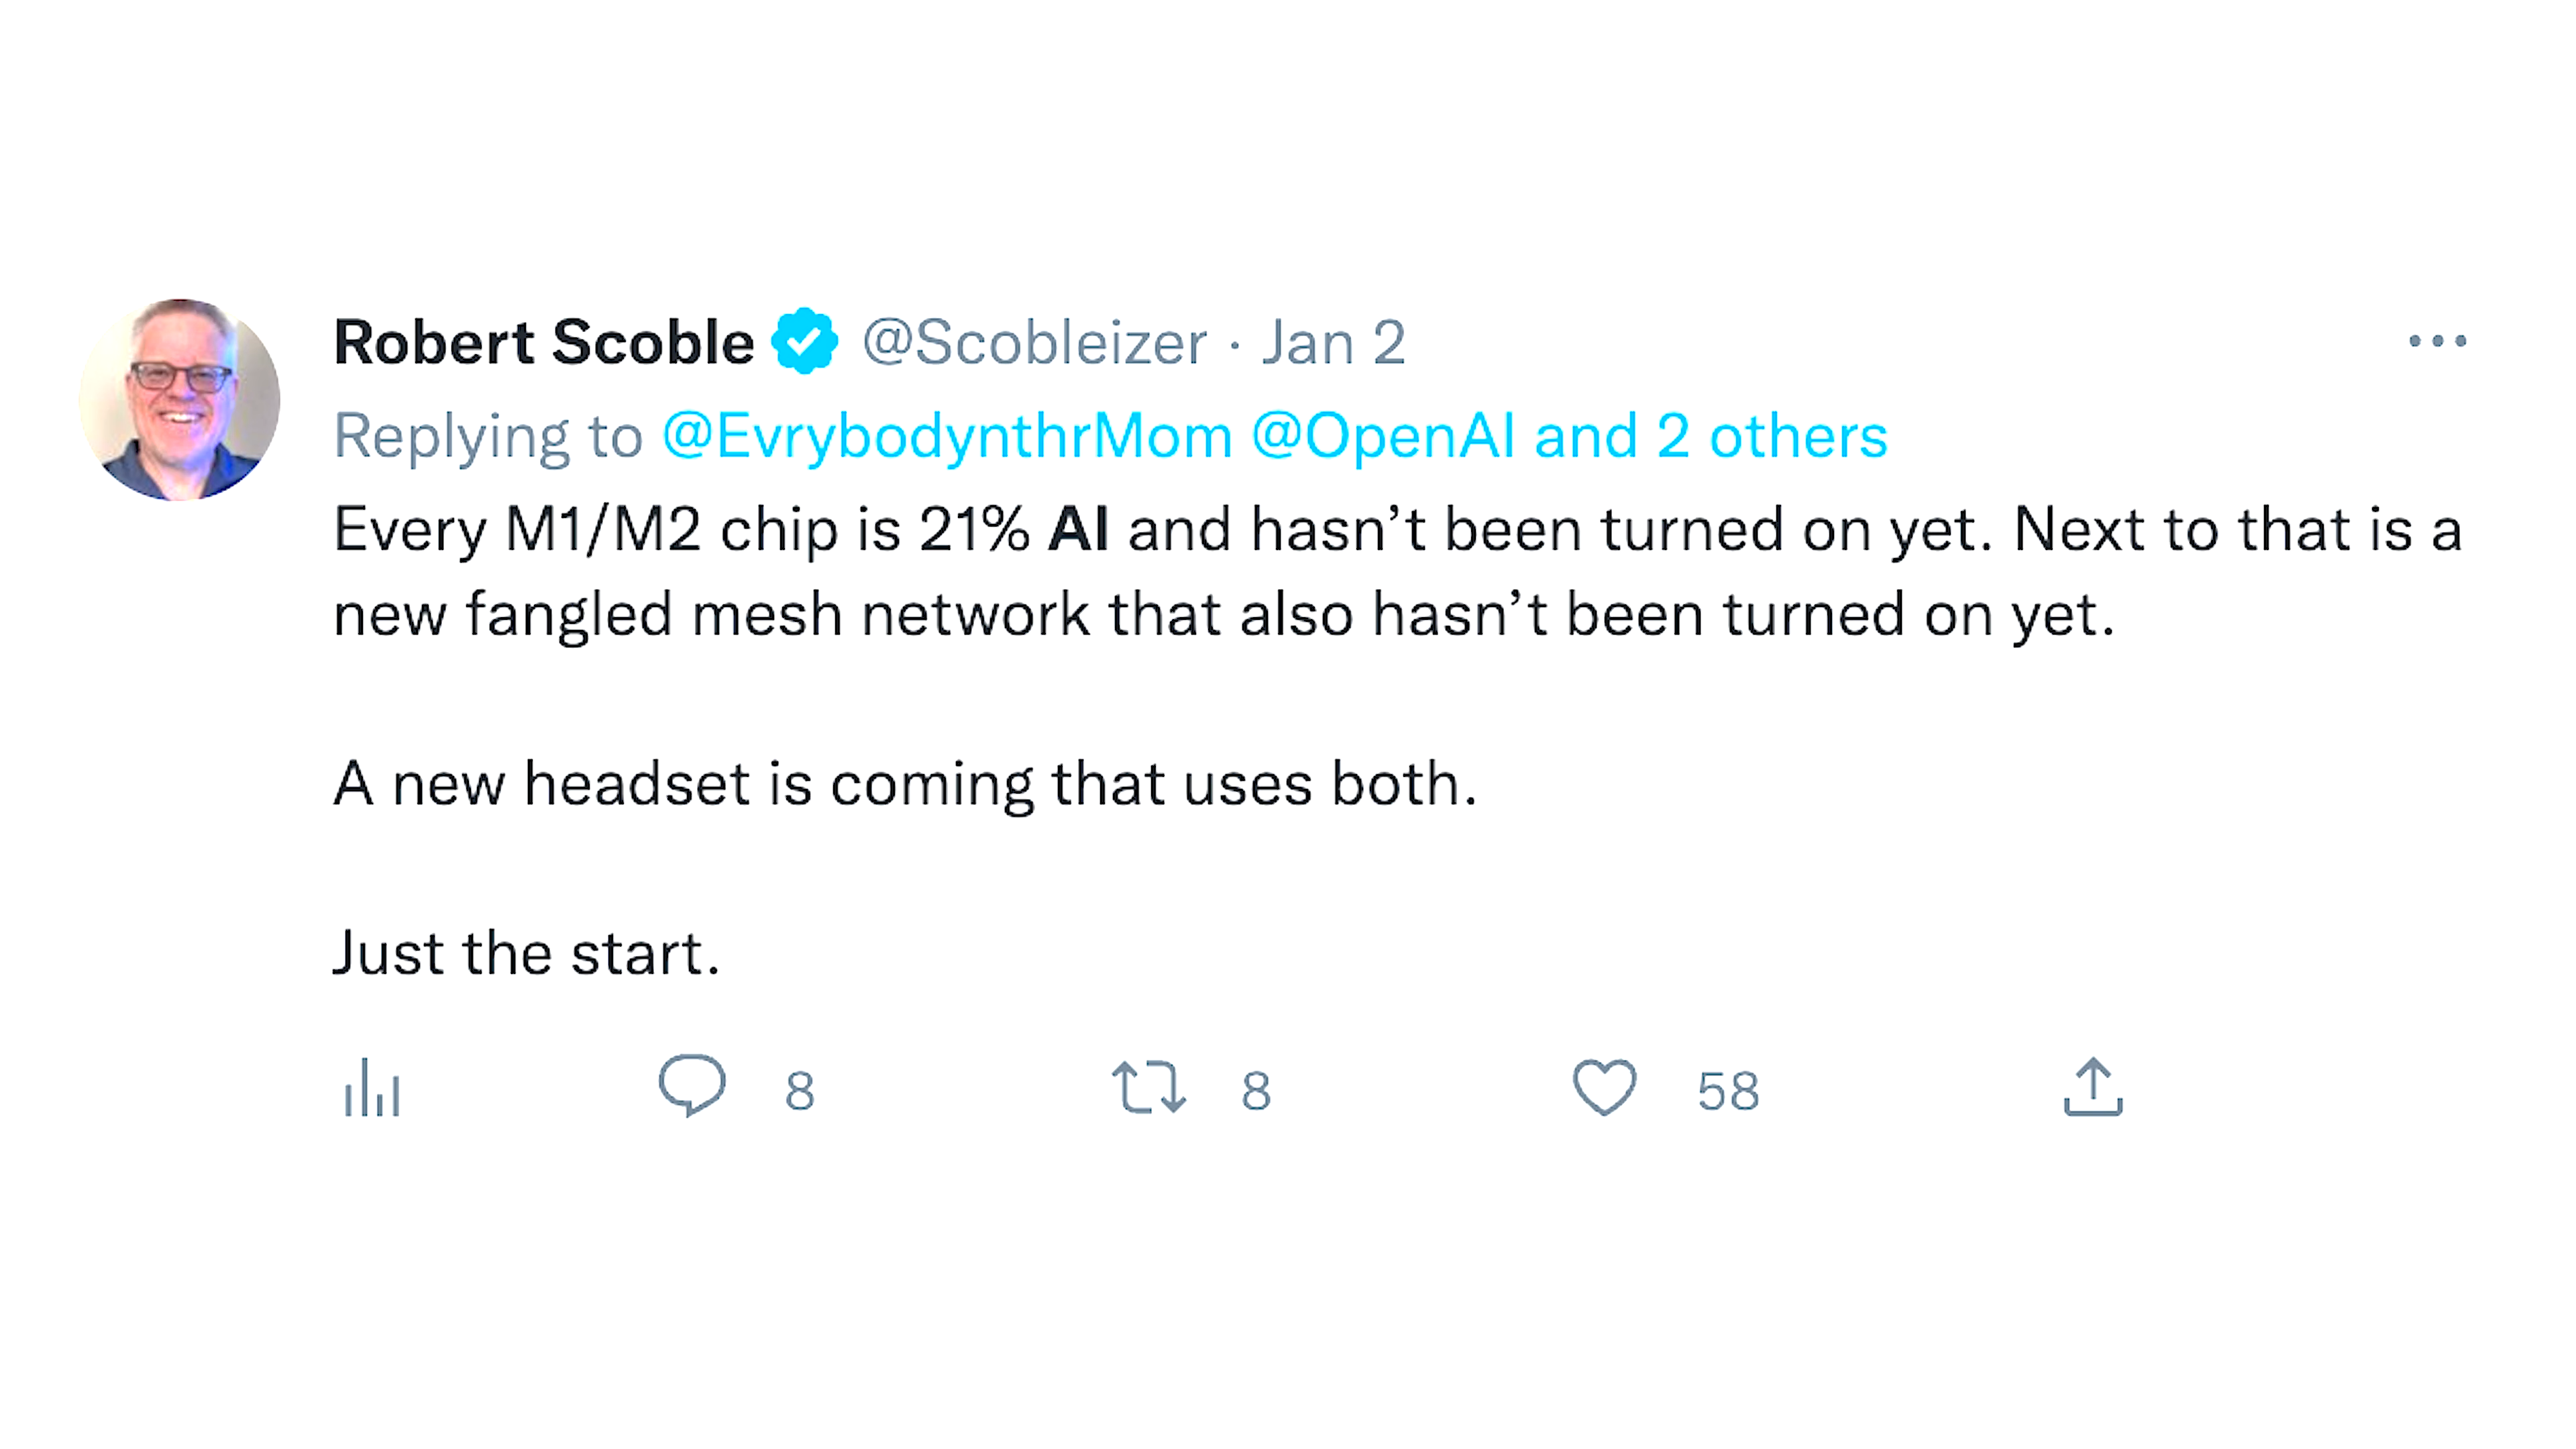 Robert Scoble @Scobleizer · Jan 2
Replying to @EvrybodynthrMom @OpenAI and 2 others
Every M1/M2 chip is 21% AI and hasn’t been turned on yet. Next to that is a
new fangled mesh network that also hasn’t been turned on yet.
A new headset is coming that uses both.
Just the start.
8 8 58